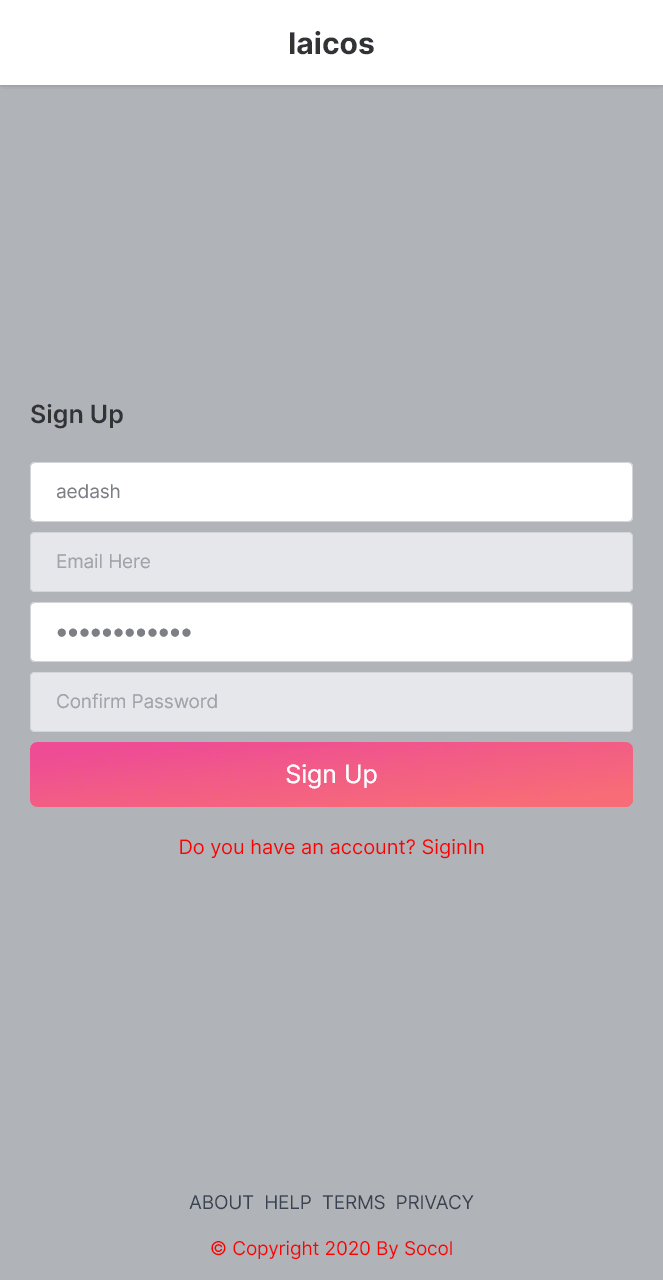 laicos
Sign Up
aedash
Email Here
●●●●●●●●●●●●
Confirm Password
Sign Up
Do you have an account? SiginIn
ABOUT HELP TERMS PRIVACY
© Copyright 2020 By Socol